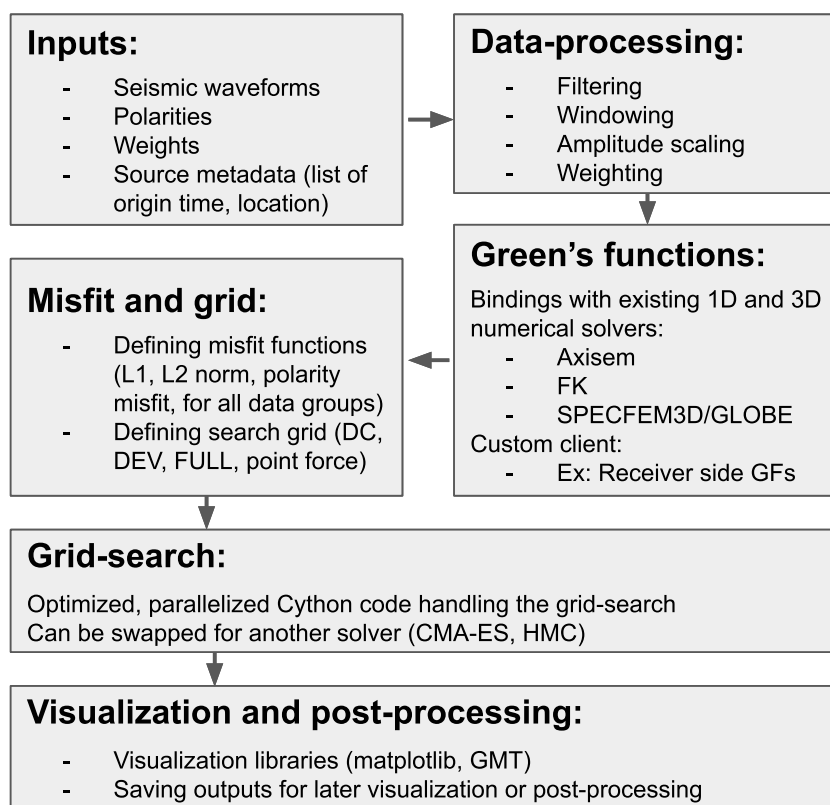 Inputs:
- Seismic waveforms
- Polarities
- Weights
- Source metadata (list of
origin time, location)
Data-processing:
- Filtering
- Windowing
- Amplitude scaling
- Weighting
Green's functions:
Bindings with existing 1D and 3D
numerical solvers:
- Axisem
- FK
- SPECFEM3D/GLOBE
Custom client:
- Ex: Receiver side GFs
Misfit and grid:
- Defining misfit functions
(L1, L2 norm, polarity
misfit, for all data groups)
- Defining search grid (DC,
DEV, FULL, point force)
Grid-search:
Optimized, parallelized Cython code handling the grid-search
Can be swapped for another solver (CMA-ES, HMC)
Visualization and post-processing:
- Visualization libraries (matplotlib, GMT)
- Saving outputs for later visualization or post-processing